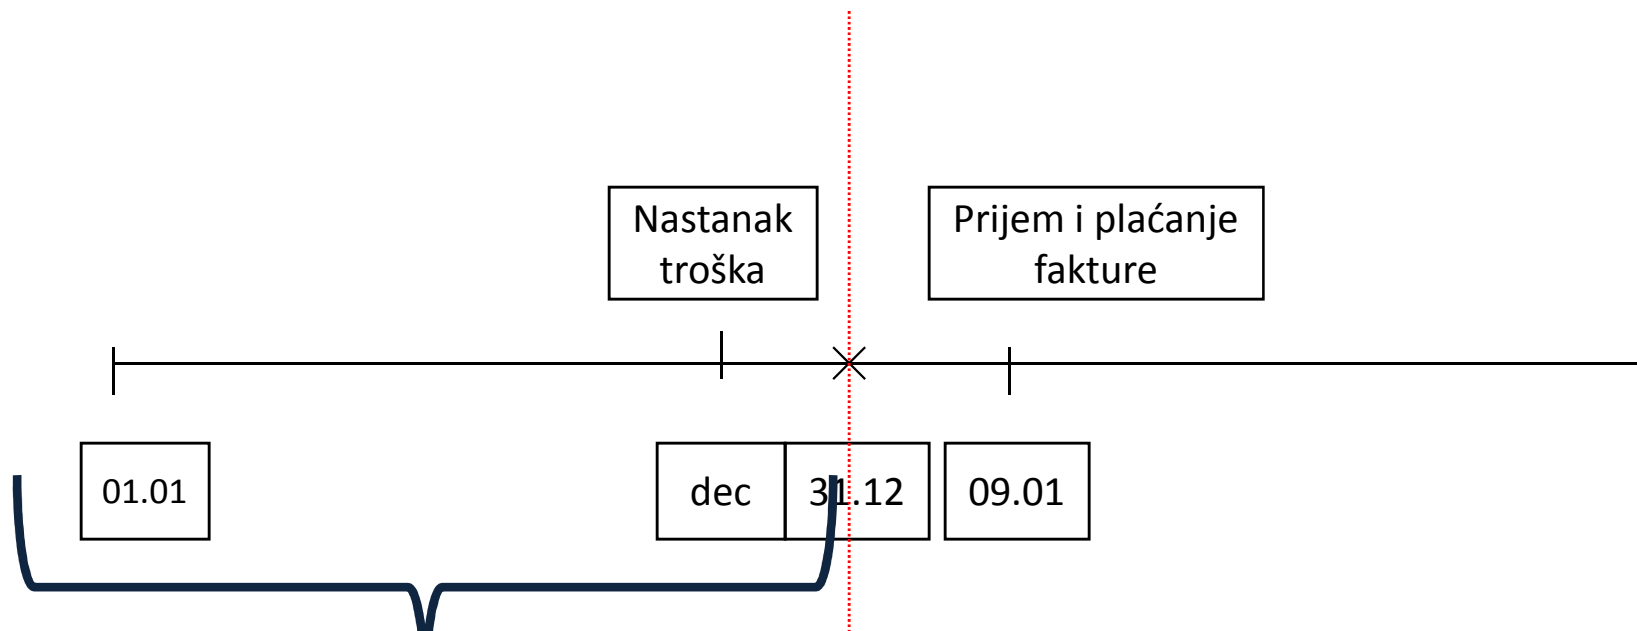 Nastanak
troška
Prijem i plaćanje
fakture
01.01
dec
31.12
09.01